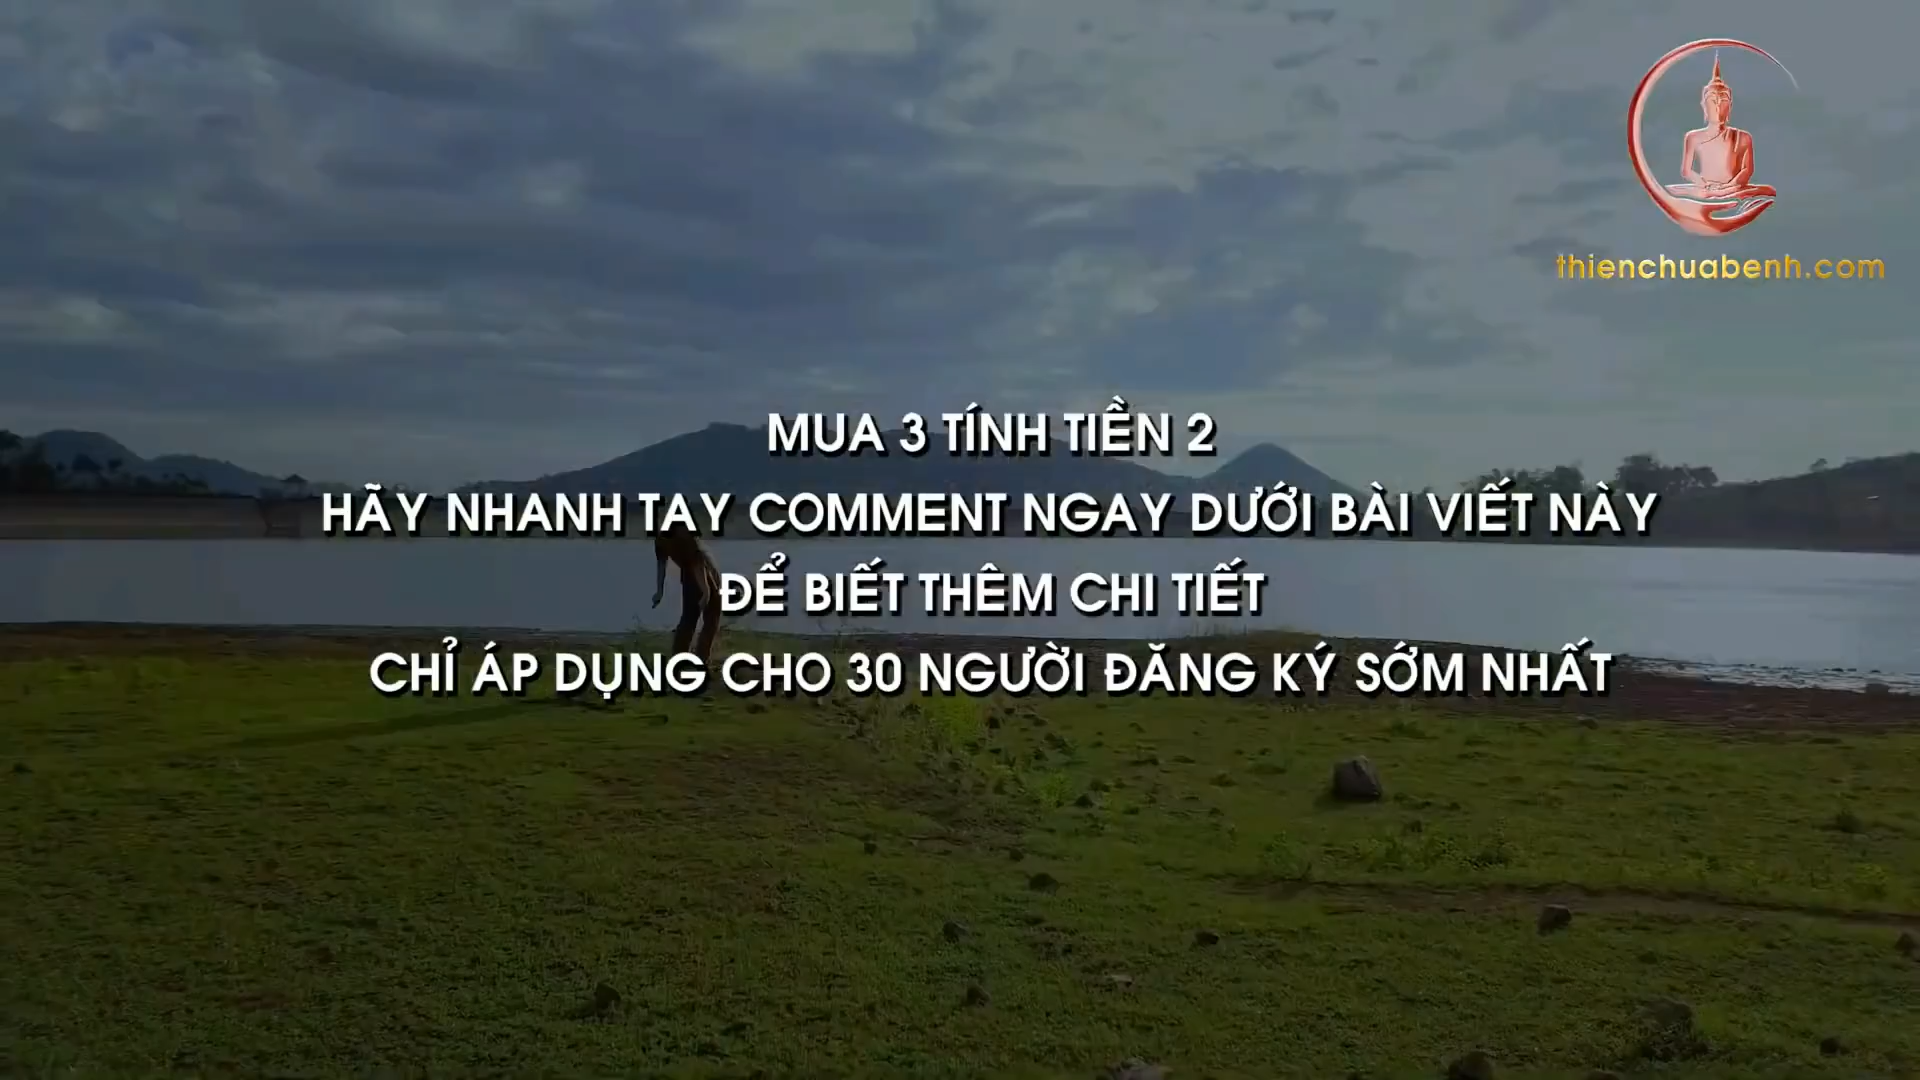 thienchuabenh.com
MUA 3 TÍNH TIỀN 2
HÃY NHANH TAY COMMENT NGAY DƯỚI BÀI VIẾT NÀY
ĐỂ BIẾT THÊM CHI TIẾT
CHỈ ÁP DỤNG CHO 30 NGƯỜI ĐĂNG KÝ SỚM NHẤT